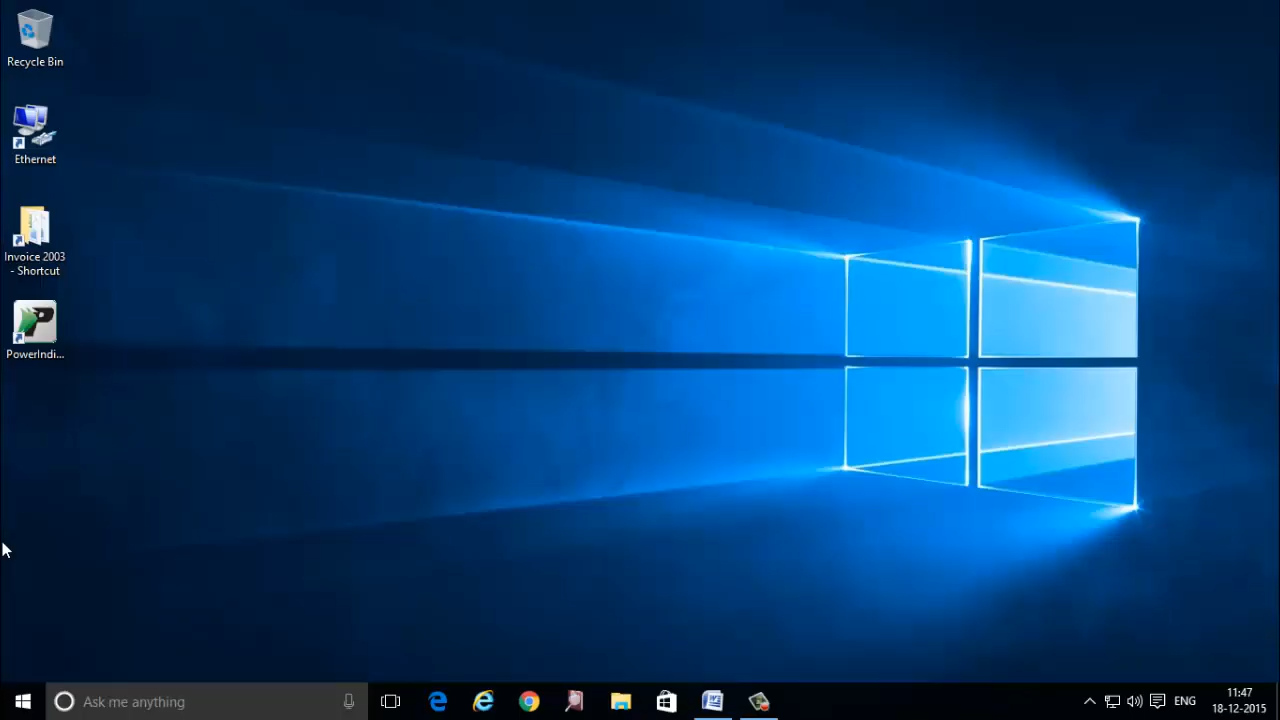 Recycle Bin
Ethernet
Invoice 2003
- Shortcut
PowerIndi...
Ask me anything
ENG
11:47
18-12-2015